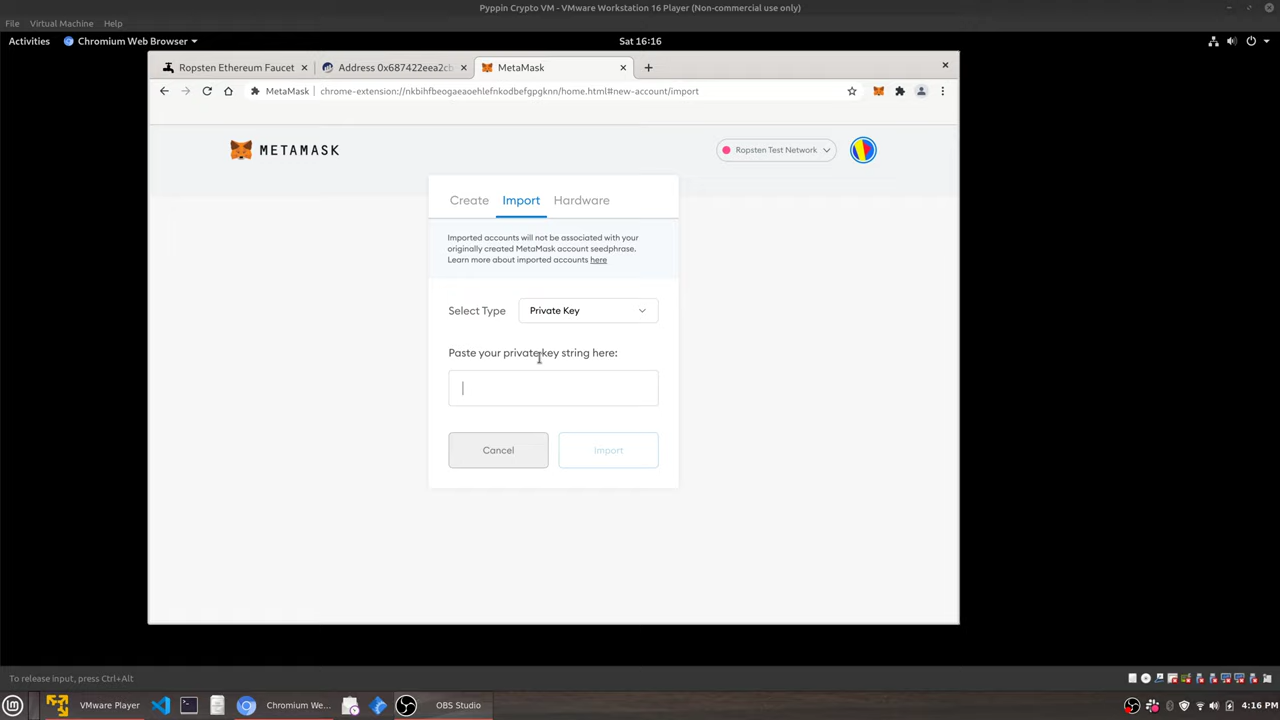 Pyppin Crypto VM - VMware Workstation 16 Player (Non-commercial use only)
File Virtual Machine Help
Activities Chromium Web Browser Sat 16:16
Ropsten Ethereum Faucet Address 0x687422eea2cb MetaMask
MetaMask chrome-extension://nkbihfbeogaeaoehlefnkodbefgpgknn/home.html#new-account/import
METAMASK Ropsten Test Network
Create Import Hardware
Imported accounts will not be associated with your
originally created MetaMask account seedphrase.
Learn more about imported accounts here
Select Type Private Key
Paste your private key string here:
Cancel Import
To release input, press Ctrl+Alt
VMware Player Chromium We... OBS Studio 4:16 PM